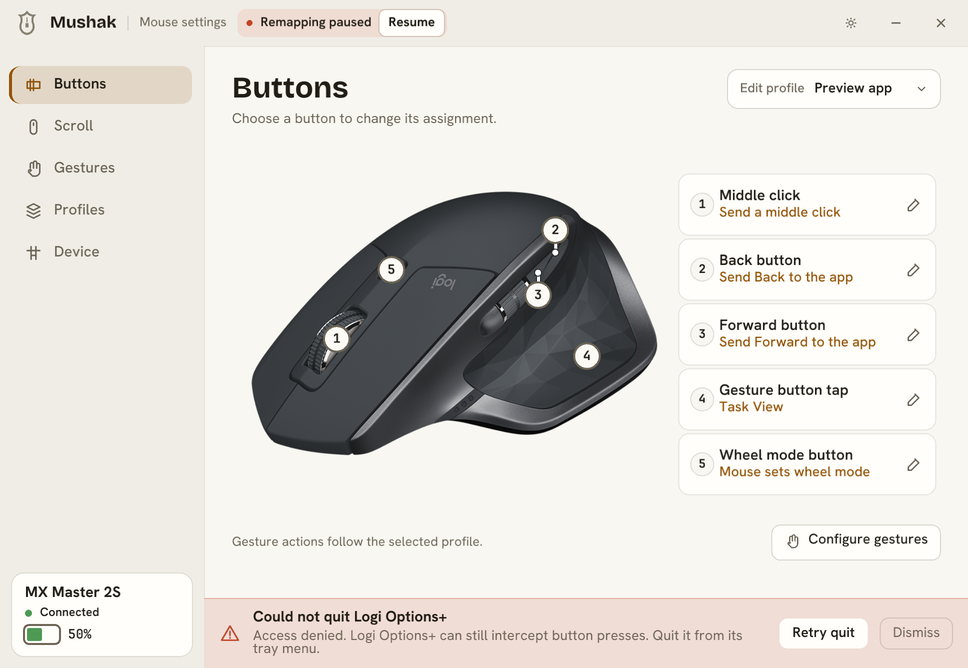 Mushak
Mouse settings
Remapping paused
Resume
Buttons
Scroll
Gestures
Profiles
Device
Buttons
Choose a button to change its assignment.
Edit profile Preview app
logi
5
1
2
3
4
1
Middle click
Send a middle click
2
Back button
Send Back to the app
3
Forward button
Send Forward to the app
4
Gesture button tap
Task View
5
Wheel mode button
Mouse sets wheel mode
Gesture actions follow the selected profile.
Configure gestures
MX Master 2S
Connected
50%
Could not quit Logi Options+
Access denied. Logi Options+ can still intercept button presses. Quit it from its
tray menu.
Retry quit
Dismiss